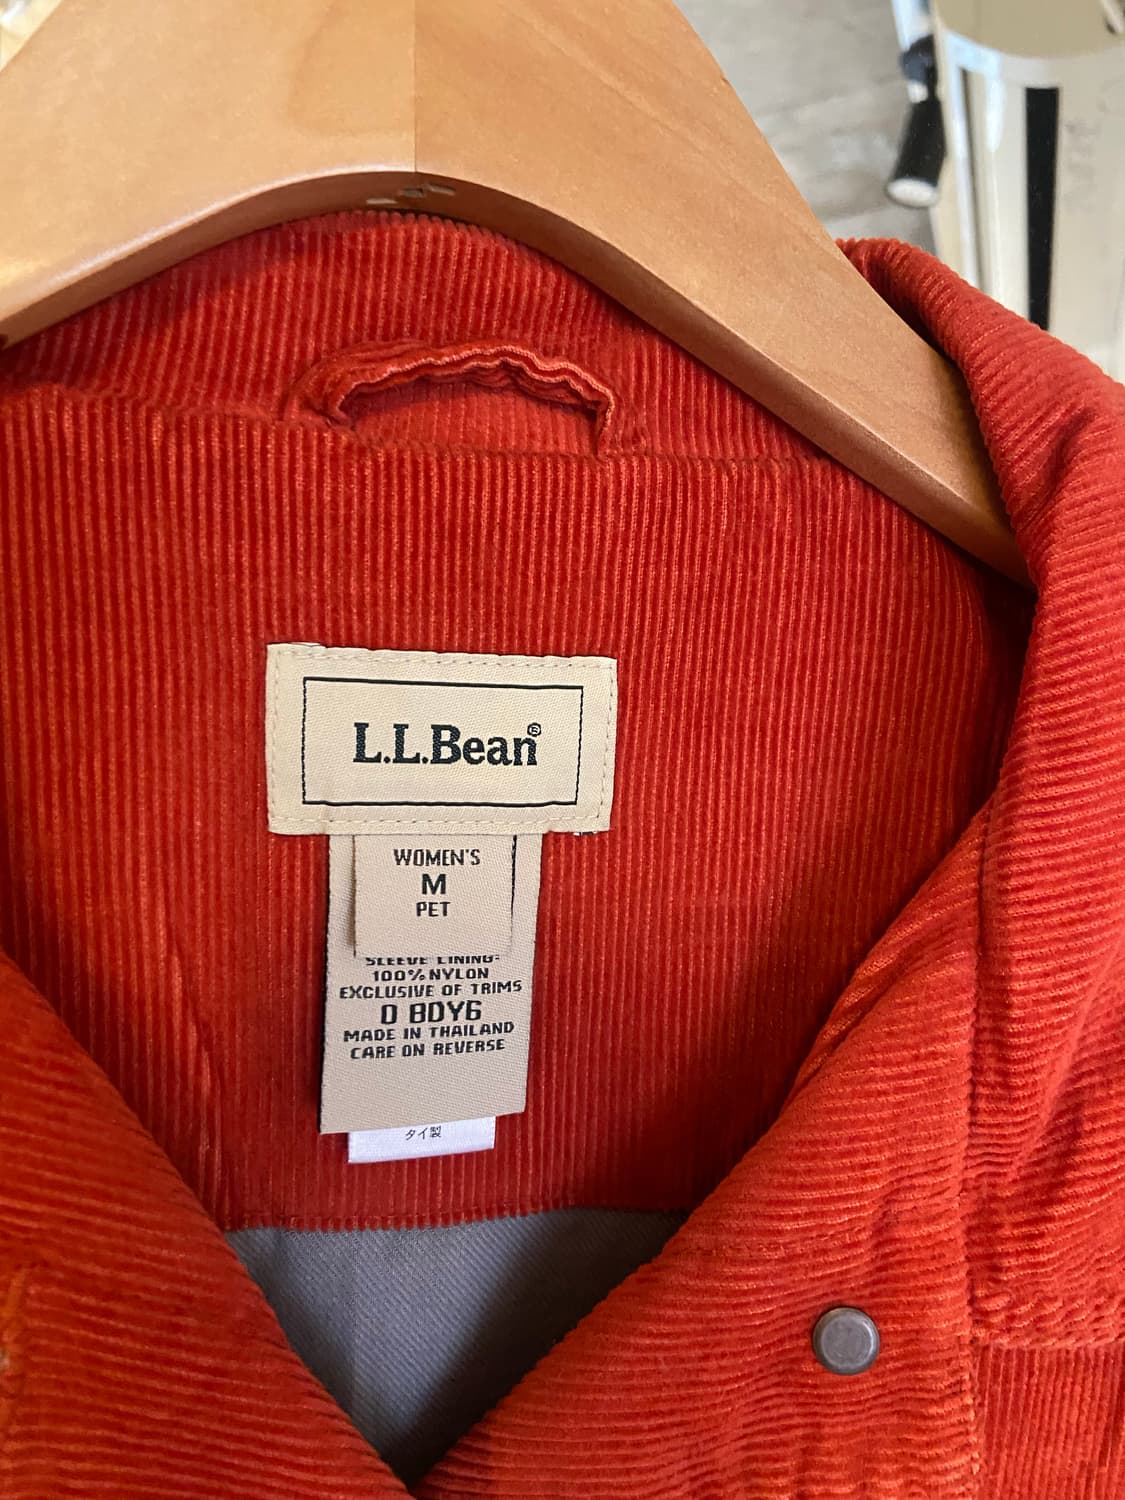 L.L.Bean®
WOMEN'S
M
PET
SLEEVE LINING:
100% NYLON
EXCLUSIVE OF TRIMS
0 8DY6
MADE IN THAILAND
CARE ON REVERSE
タイ製